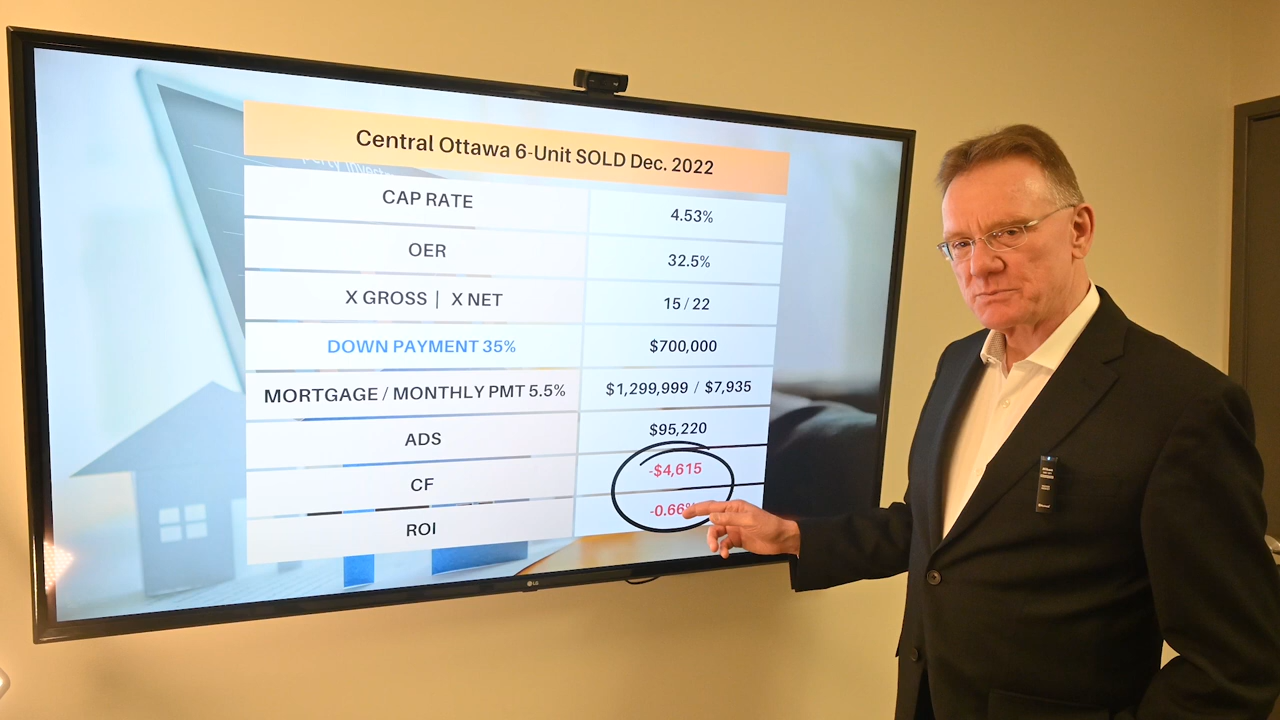 Central Ottawa 6-Unit SOLD Dec. 2022
CAP RATE 4.53%
OER 32.5%
X GROSS | X NET 15 / 22
DOWN PAYMENT 35% $700,000
MORTGAGE / MONTHLY PMT 5.5% $1,299,999 / $7,935
ADS $95,220
CF -$4,615
ROI -0.66%
LG